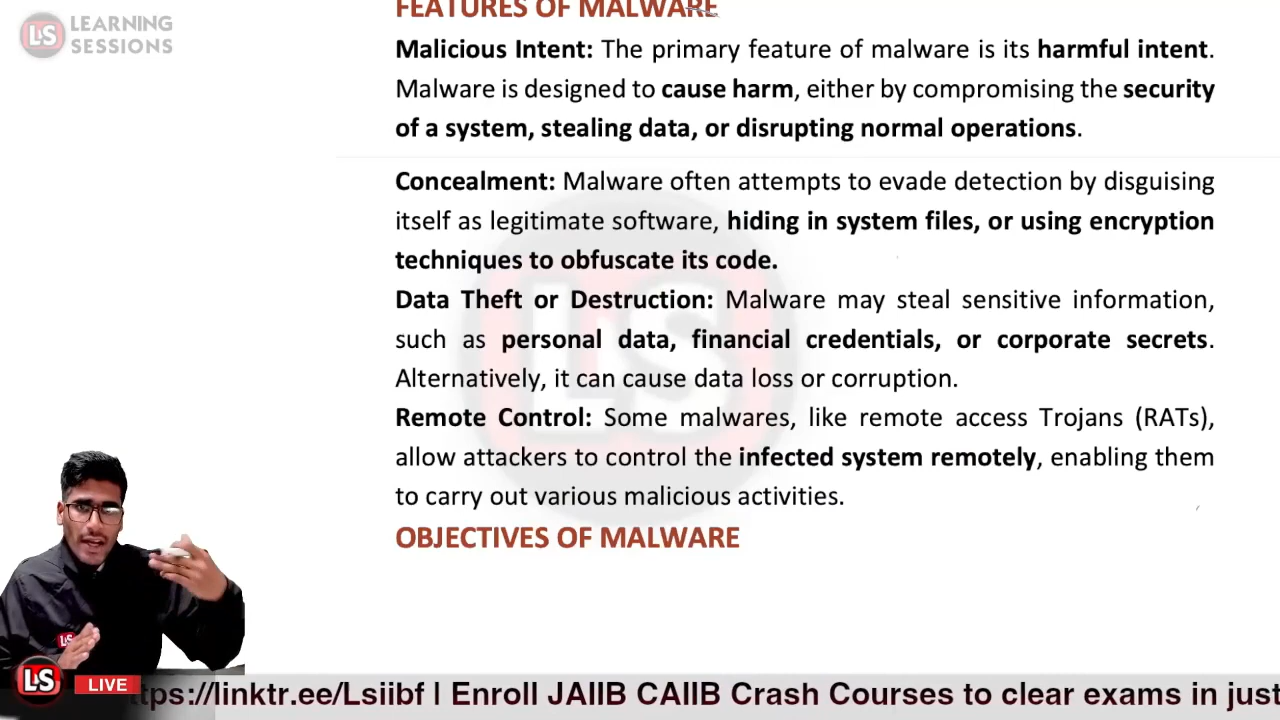 FEATURES OF MALWARE
LS LEARNING
SESSIONS
Malicious Intent: The primary feature of malware is its harmful intent.
Malware is designed to cause harm, either by compromising the security
of a system, stealing data, or disrupting normal operations.
Concealment: Malware often attempts to evade detection by disguising
itself as legitimate software, hiding in system files, or using encryption
techniques to obfuscate its code.
Data Theft or Destruction: Malware may steal sensitive information,
such as personal data, financial credentials, or corporate secrets.
Alternatively, it can cause data loss or corruption.
Remote Control: Some malwares, like remote access Trojans (RATs),
allow attackers to control the infected system remotely, enabling them
to carry out various malicious activities.
OBJECTIVES OF MALWARE
LS
LS
LS LIVE
ttps://linktr.ee/Lsiibf | Enroll JAIIB CAIIB Crash Courses to clear exams in just